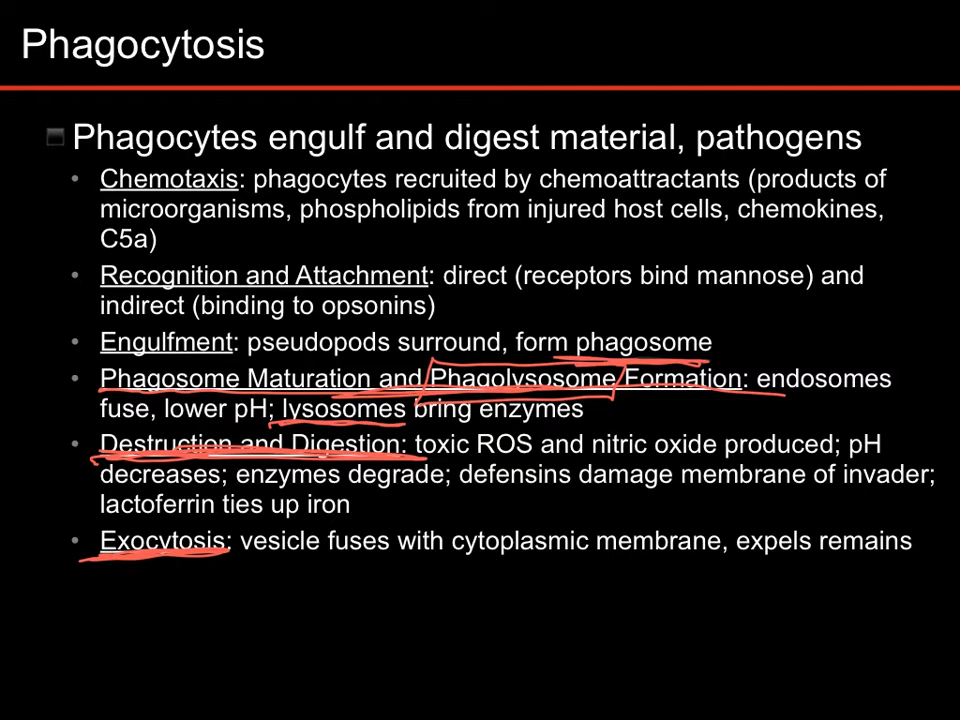 Phagocytosis
Phagocytes engulf and digest material, pathogens
• Chemotaxis: phagocytes recruited by chemoattractants (products of
microorganisms, phospholipids from injured host cells, chemokines,
C5a)
• Recognition and Attachment: direct (receptors bind mannose) and
indirect (binding to opsonins)
• Engulfment: pseudopods surround, form phagosome
• Phagosome Maturation and Phagolysosome Formation: endosomes
fuse, lower pH; lysosomes bring enzymes
• Destruction and Digestion: toxic ROS and nitric oxide produced; pH
decreases; enzymes degrade; defensins damage membrane of invader;
lactoferrin ties up iron
• Exocytosis: vesicle fuses with cytoplasmic membrane, expels remains